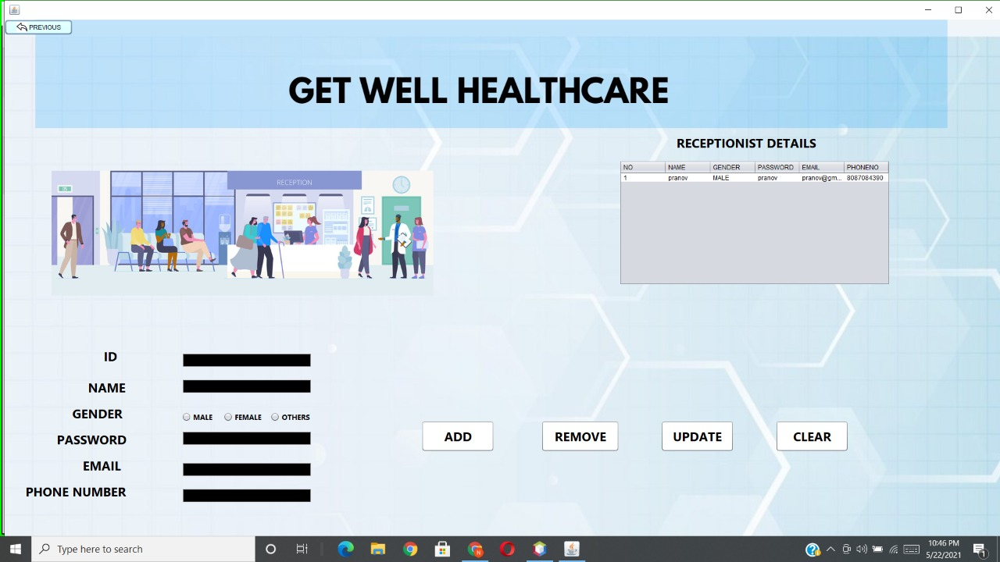 PREVIOUS
GET WELL HEALTHCARE
RECEPTIONIST DETAILS
NO NAME GENDER PASSWORD EMAIL PHONENO
1 pranov MALE pranov pranov@gm... 8087084390
RECEPTION
ID
NAME
GENDER MALE FEMALE OTHERS
PASSWORD
EMAIL
PHONE NUMBER
ADD REMOVE UPDATE CLEAR
Type here to search
10:46 PM
5/22/2021
1